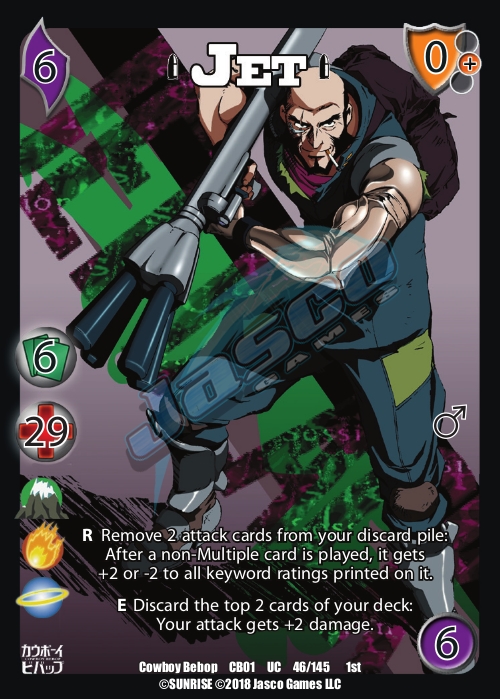 6
JET
0
+
6
29
R Remove 2 attack cards from your discard pile:
After a non-Multiple card is played, it gets
+2 or -2 to all keyword ratings printed on it.
E Discard the top 2 cards of your deck:
Your attack gets +2 damage.
6
カウボーイ
ビバップ
Cowboy Bebop CB01 UC 46/145 1st
©SUNRISE ©2018 Jasco Games LLC
Jasco
GAMES